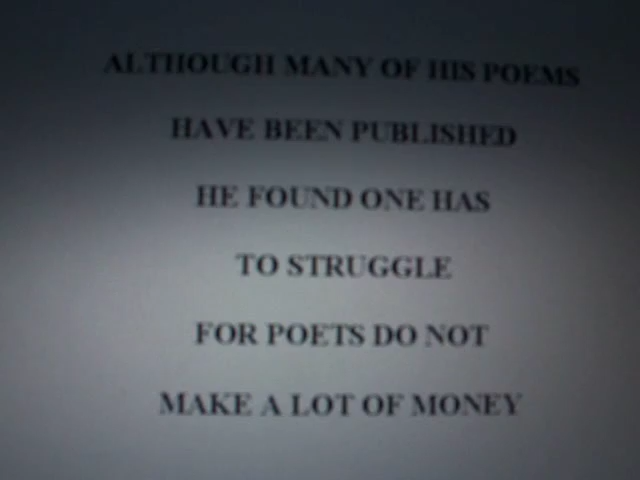 ALTHOUGH MANY OF HIS POEMS
HAVE BEEN PUBLISHED
HE FOUND ONE HAS
TO STRUGGLE
FOR POETS DO NOT
MAKE A LOT OF MONEY